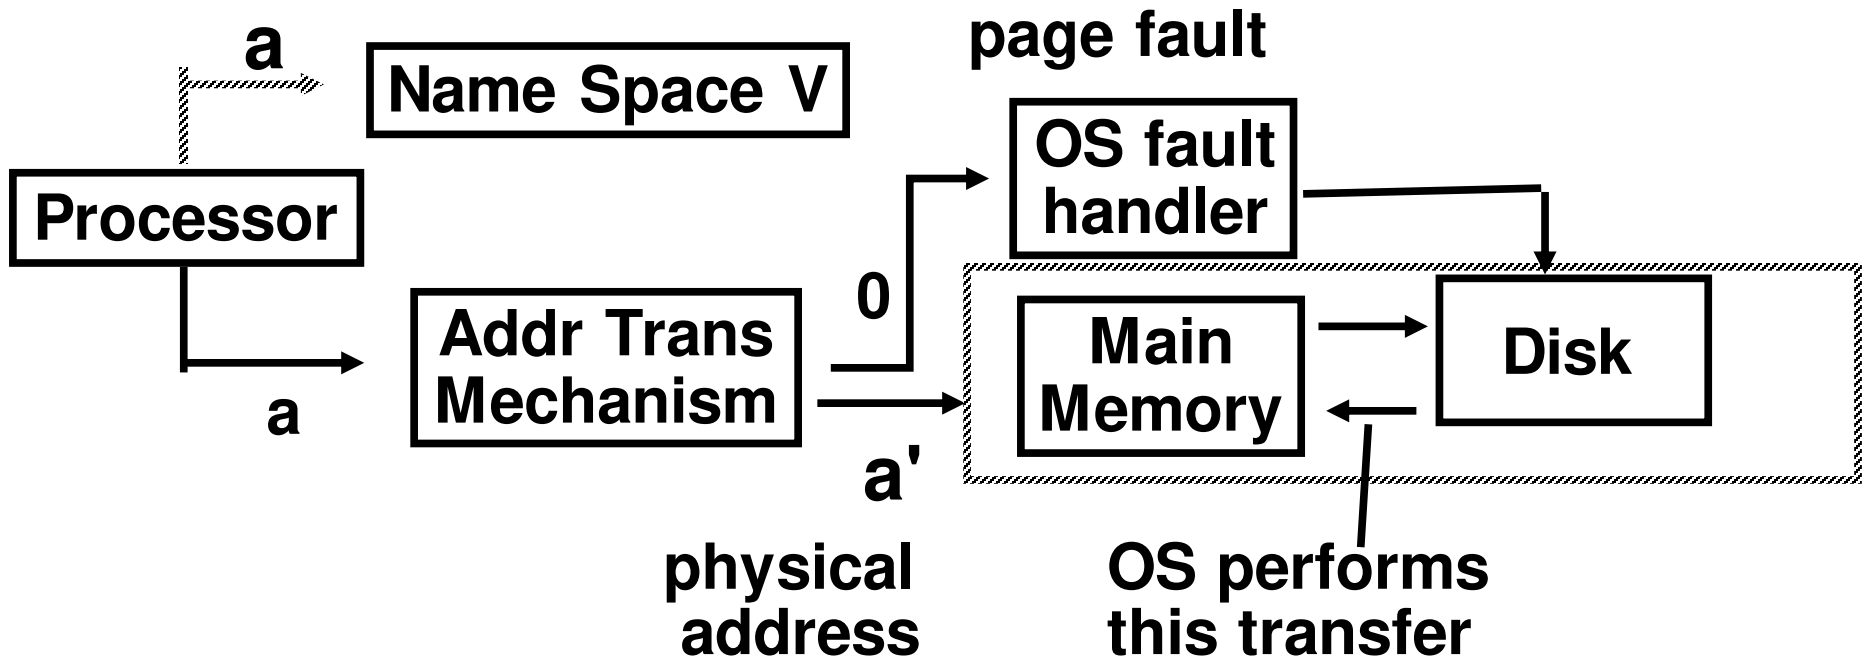 page fault
a
Name Space V
OS fault
handler
Processor
0
Addr Trans
Mechanism
Main
Memory
Disk
a
a'
physical
address
OS performs
this transfer